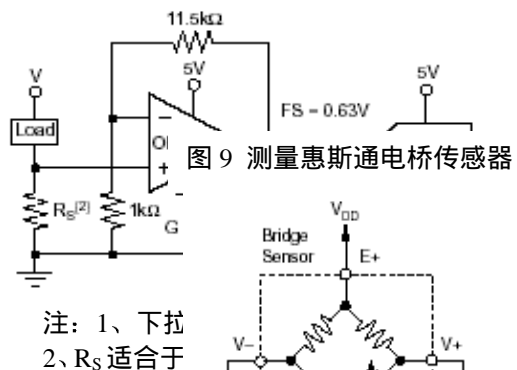 11.5kΩ
V
5V
5V
Load
FS = 0.63V
图 9 测量惠斯通电桥传感器
RS[2]
1kΩ
G
VDD
Bridge
Sensor
E+
注：1、下拉
2、RS 适合于
V−
V+